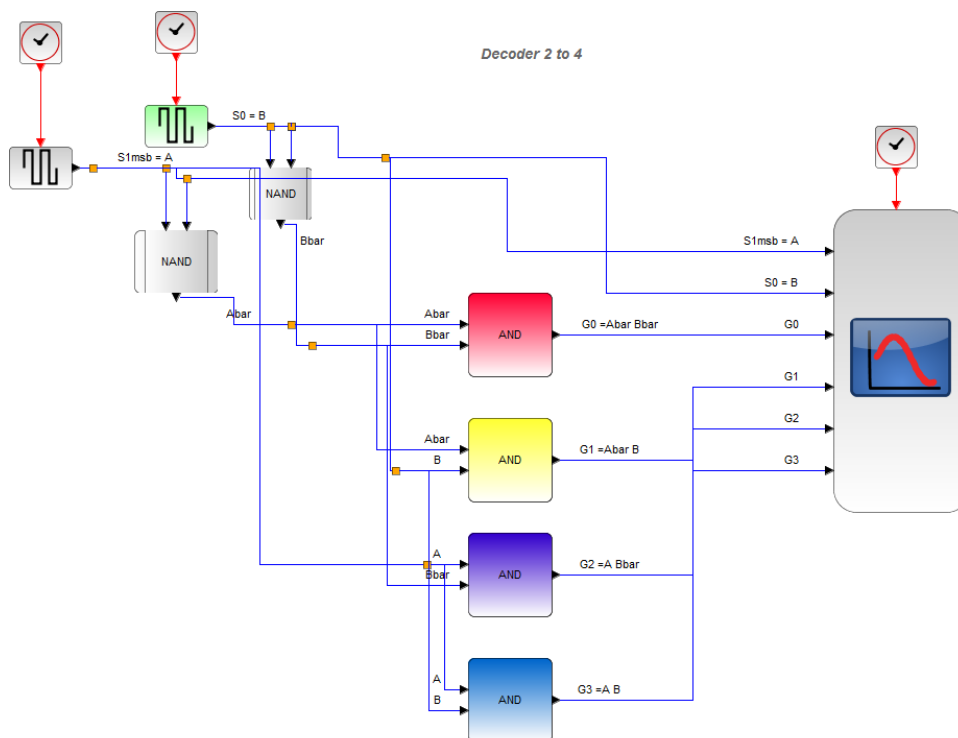 Decoder 2 to 4
S0 = B
S1msb = A
NAND
Bbar
NAND
S1msb = A
S0 = B
Abar
Abar
Bbar
AND
G0 =Abar Bbar
G0
G1
Abar
B
AND
G1 =Abar B
G2
G3
A
Bbar
AND
G2 =A Bbar
A
B
AND
G3 =A B